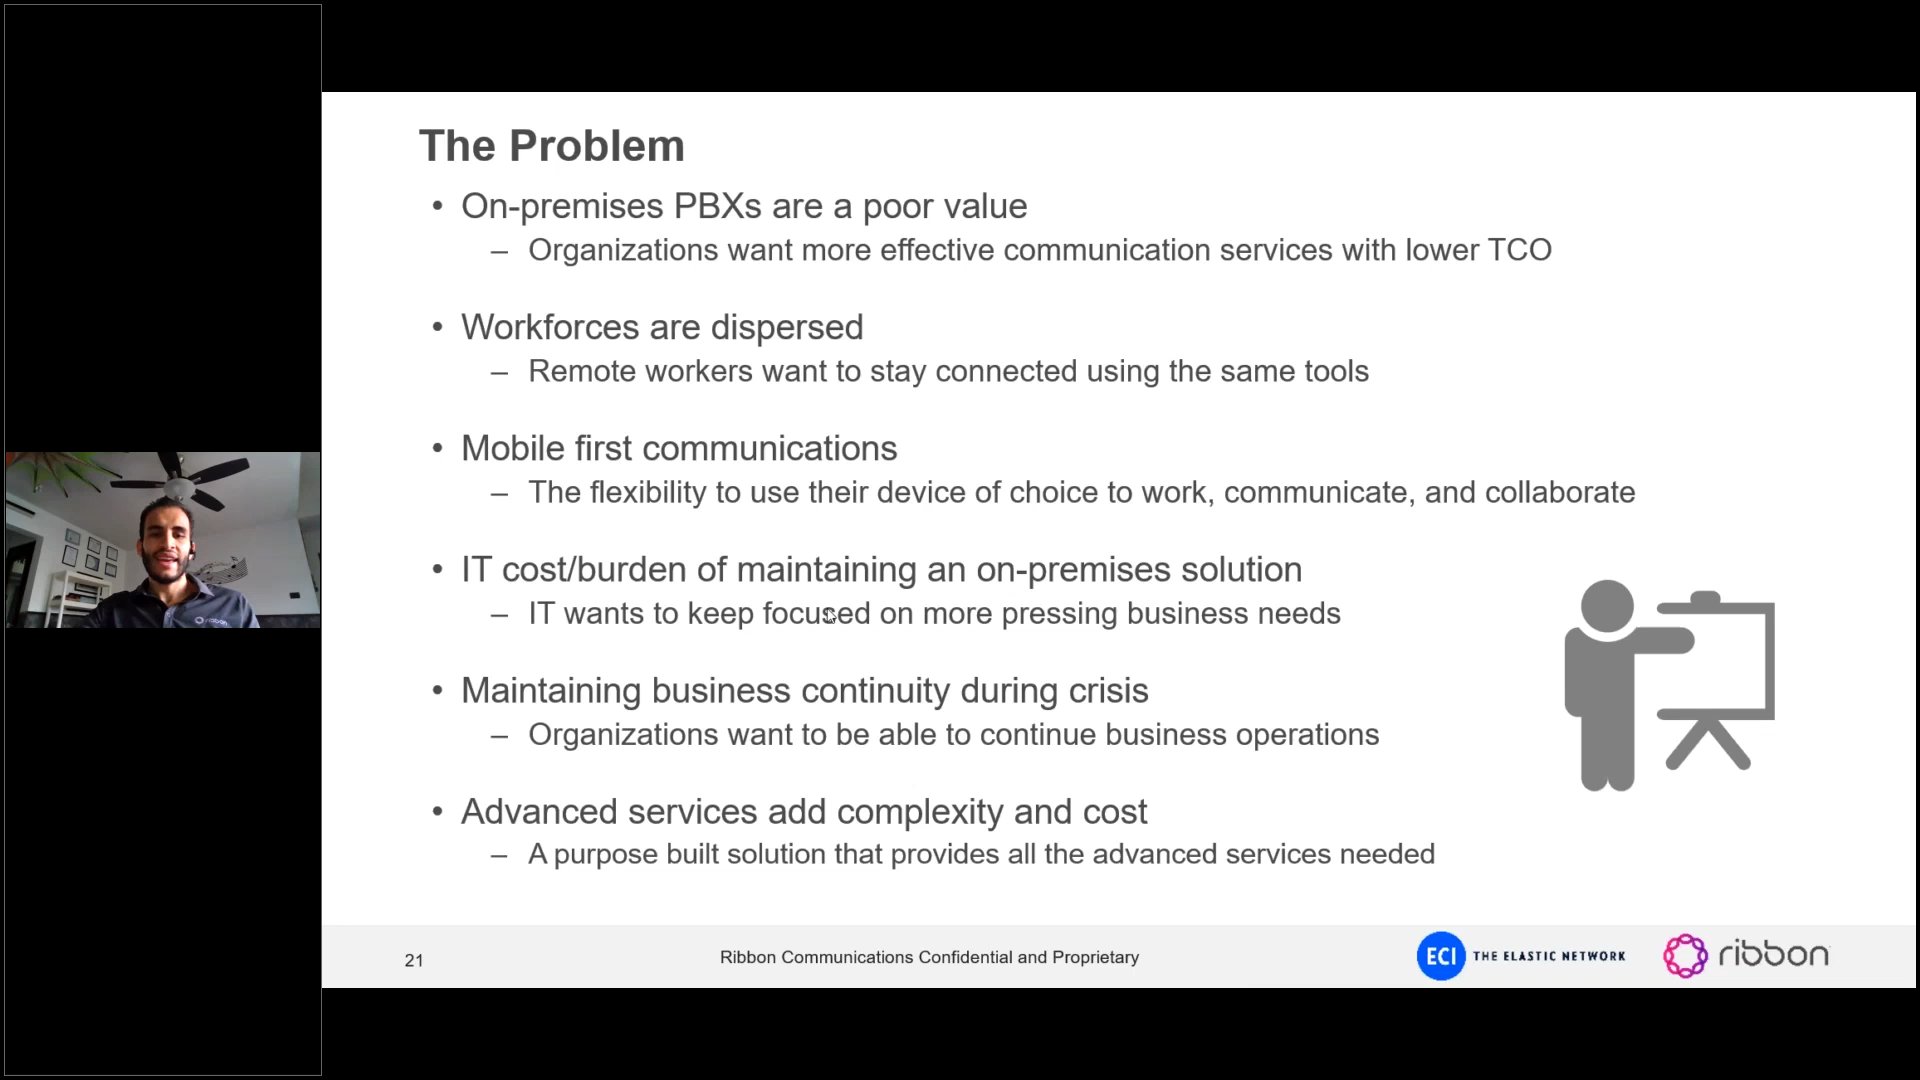 The Problem
• On-premises PBXs are a poor value
– Organizations want more effective communication services with lower TCO
• Workforces are dispersed
– Remote workers want to stay connected using the same tools
• Mobile first communications
– The flexibility to use their device of choice to work, communicate, and collaborate
• IT cost/burden of maintaining an on-premises solution
– IT wants to keep focused on more pressing business needs
• Maintaining business continuity during crisis
– Organizations want to be able to continue business operations
• Advanced services add complexity and cost
– A purpose built solution that provides all the advanced services needed
ribbon
21
Ribbon Communications Confidential and Proprietary
ECI THE ELASTIC NETWORK
ribbon